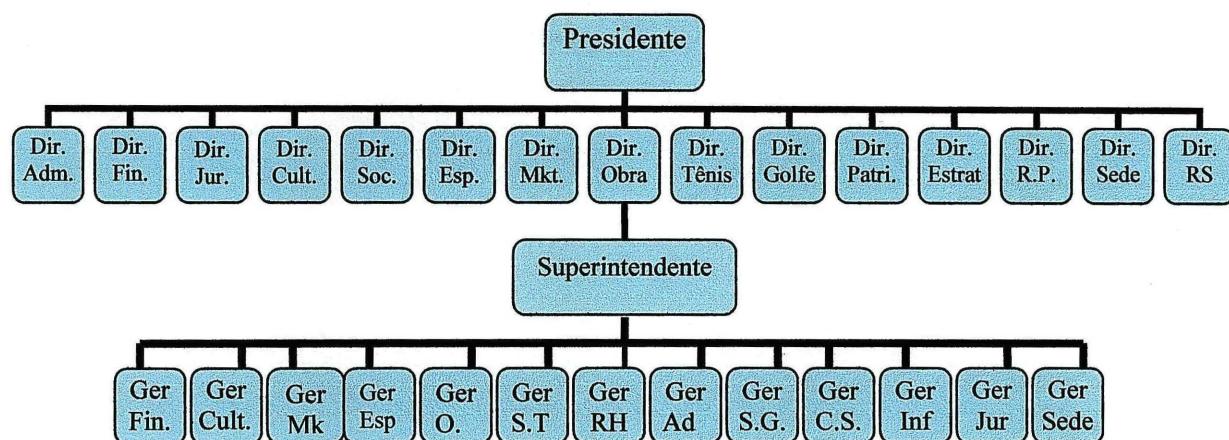 Presidente
Dir.
Adm.
Dir.
Fin.
Dir.
Jur.
Dir.
Cult.
Dir.
Soc.
Dir.
Esp.
Dir.
Mkt.
Dir.
Obra
Dir.
Tênis
Dir.
Golfe
Dir.
Patri.
Dir.
Estrat
Dir.
R.P.
Dir.
Sede
Dir.
RS
Superintendente
Ger
Fin.
Ger
Cult.
Ger
Mk
Ger
Esp
Ger
O.
Ger
S.T
Ger
RH
Ger
Ad
Ger
S.G.
Ger
C.S.
Ger
Inf
Ger
Jur
Ger
Sede